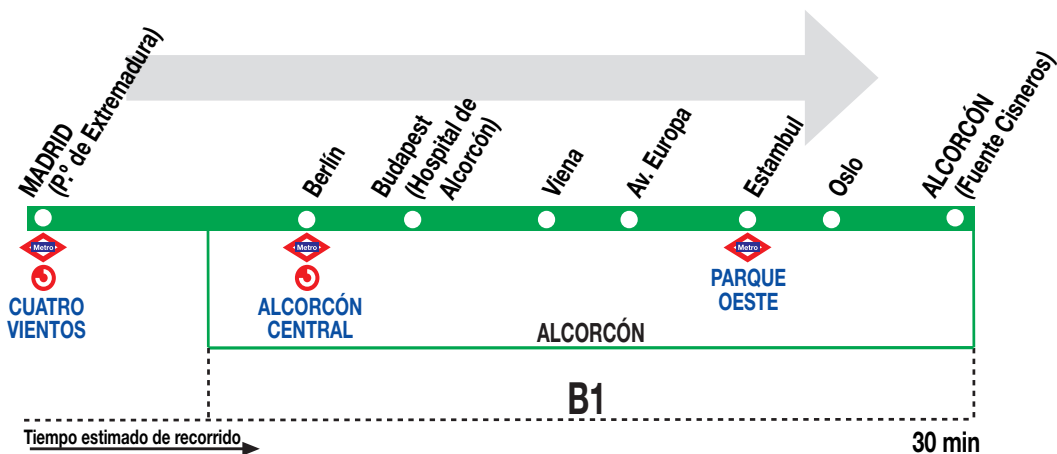 MADRID
(P.º de Extremadura)
Berlín
Budapest
(Hospital de
Alcorcón)
Viena
Av. Europa
Estambul
Oslo
ALCORCÓN
(Fuente Cisneros)
Metro
CUATRO
VIENTOS
Metro
ALCORCÓN
CENTRAL
Metro
PARQUE
OESTE
ALCORCÓN
B1
Tiempo estimado de recorrido
30 min